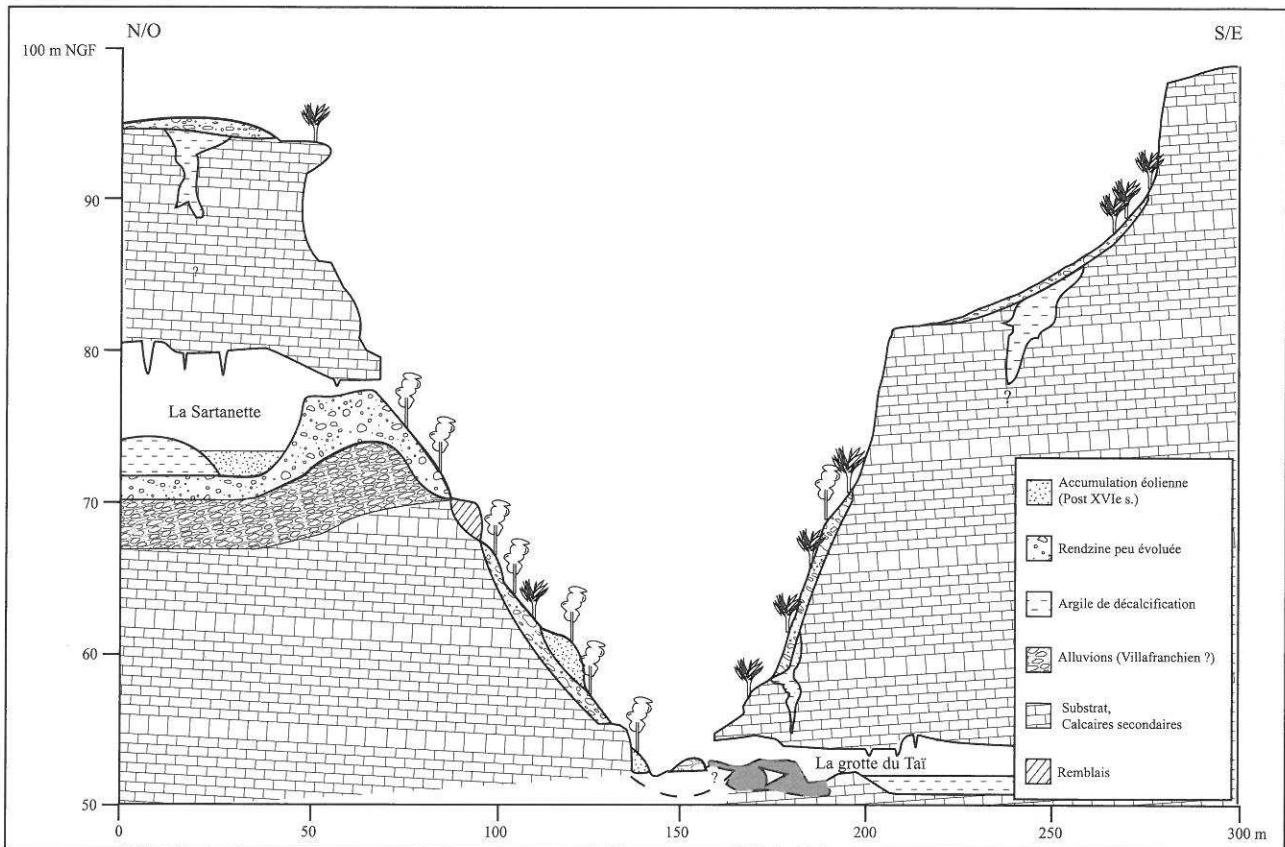 N/O
S/E
100 m NGF
90
80
70
60
50
?
La Sartanette
?
?
La grotte du Taï
Accumulation éolienne
(Post XVIe s.)
Rendzine peu évoluée
Argile de décalcification
Alluvions (Villafranchien ?)
Substrat,
Calcaires secondaires
Remblais
0
50
100
150
200
250
300 m